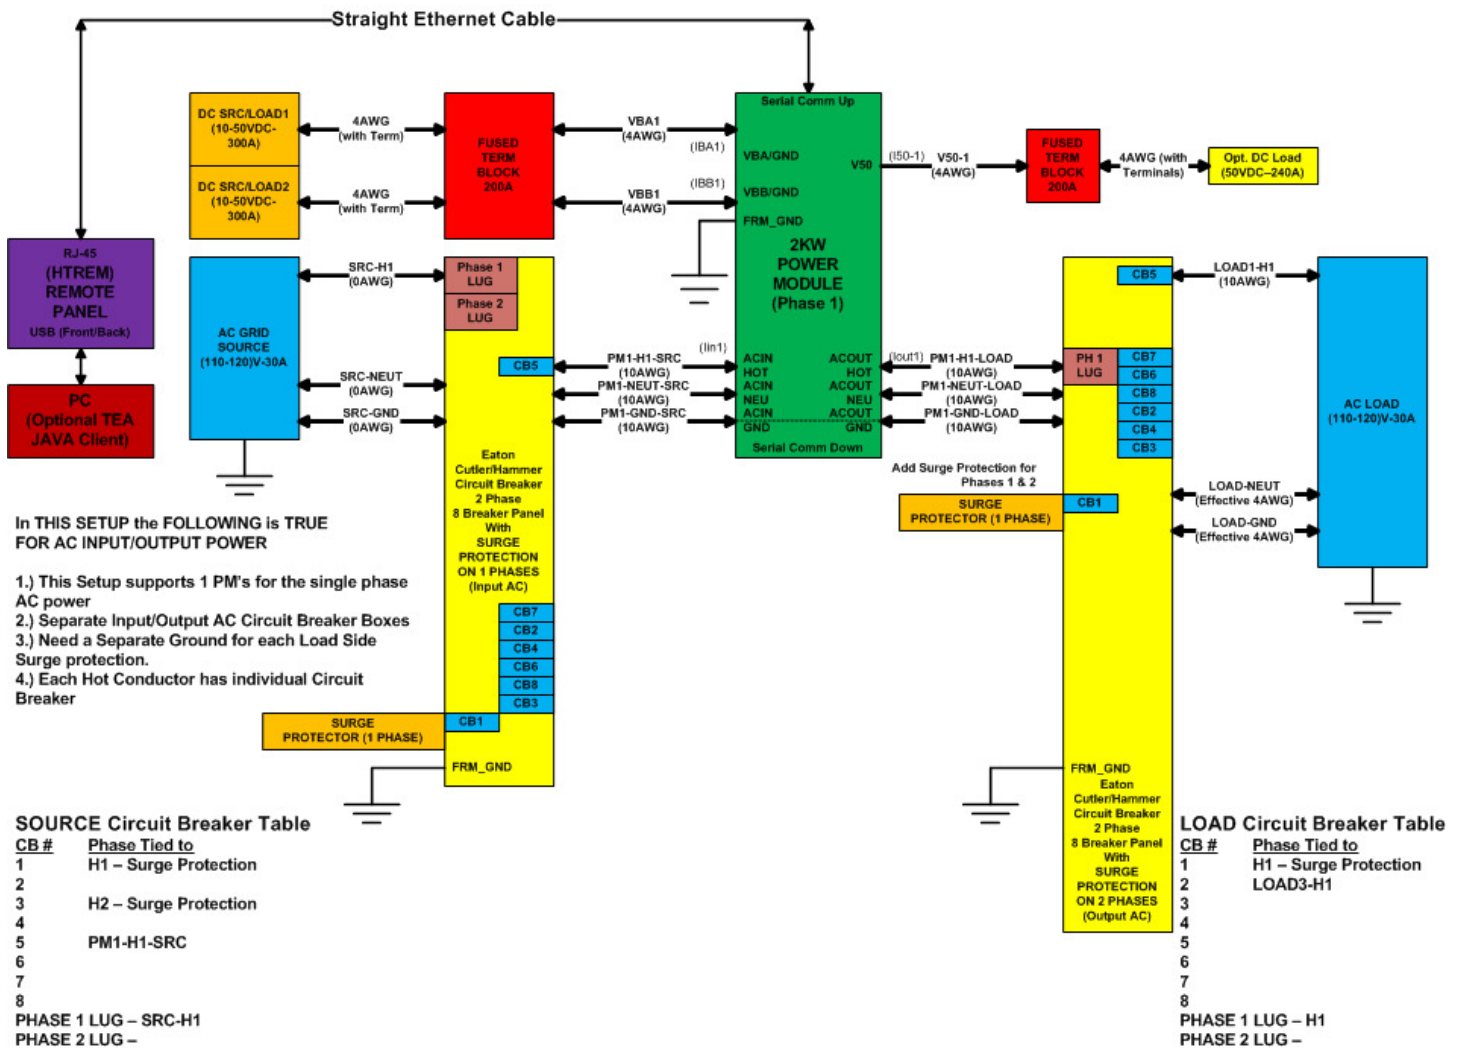 Straight Ethernet Cable
DC SRC/LOAD1
(10-50VDC-
300A)
4AWG
(with Term)
DC SRC/LOAD2
(10-50VDC-
300A)
4AWG
(with Term)
FUSED
TERM
BLOCK
200A
VBA1
(4AWG)
(IBA1)
VBB1
(4AWG)
(IBB1)
Serial Comm Up
VBA/GND
V50
VBB/GND
FRM_GND
2KW
POWER
MODULE
(Phase 1)
(I50-1)
V50-1
(4AWG)
FUSED
TERM
BLOCK
200A
4AWG (with
Terminals)
Opt. DC Load
(50VDC–240A)
RJ-45
(HTREM)
REMOTE
PANEL
USB (Front/Back)
PC
(Optional TEA
JAVA Client)
AC GRID
SOURCE
(110-120)V-30A
SRC-H1
(0AWG)
SRC-NEUT
(0AWG)
SRC-GND
(0AWG)
Phase 1
LUG
Phase 2
LUG
CB5
Eaton
Cutler/Hammer
Circuit Breaker
2 Phase
8 Breaker Panel
With
SURGE
PROTECTION
ON 1 PHASES
(Input AC)
CB7
CB2
CB4
CB6
CB8
CB3
CB1
SURGE
PROTECTOR (1 PHASE)
FRM_GND
(Iin1)
PM1-H1-SRC
(10AWG)
PM1-NEUT-SRC
(10AWG)
PM1-GND-SRC
(10AWG)
ACIN
HOT
ACIN
NEU
ACIN
GND
ACOUT
HOT
ACOUT
NEU
ACOUT
GND
Serial Comm Down
(Iout1)
PM1-H1-LOAD
(10AWG)
PM1-NEUT-LOAD
(10AWG)
PM1-GND-LOAD
(10AWG)
Add Surge Protection for
Phases 1 & 2
SURGE
PROTECTOR (1 PHASE)
CB1
CB5
PH 1
LUG
CB7
CB6
CB8
CB2
CB4
CB3
LOAD1-H1
(10AWG)
LOAD-NEUT
(Effective 4AWG)
LOAD-GND
(Effective 4AWG)
AC LOAD
(110-120)V-30A
FRM_GND
Eaton
Cutler/Hammer
Circuit Breaker
2 Phase
8 Breaker Panel
With
SURGE
PROTECTION
ON 2 PHASES
(Output AC)
In THIS SETUP the FOLLOWING is TRUE
FOR AC INPUT/OUTPUT POWER
1.) This Setup supports 1 PM's for the single phase
AC power
2.) Separate Input/Output AC Circuit Breaker Boxes
3.) Need a Separate Ground for each Load Side
Surge protection.
4.) Each Hot Conductor has individual Circuit
Breaker
SOURCE Circuit Breaker Table
CB # Phase Tied to
1 H1 – Surge Protection
2
3 H2 – Surge Protection
4
5 PM1-H1-SRC
6
7
8
PHASE 1 LUG – SRC-H1
PHASE 2 LUG –
LOAD Circuit Breaker Table
CB # Phase Tied to
1 H1 – Surge Protection
2 LOAD3-H1
3
4
5
6
7
8
PHASE 1 LUG – H1
PHASE 2 LUG –